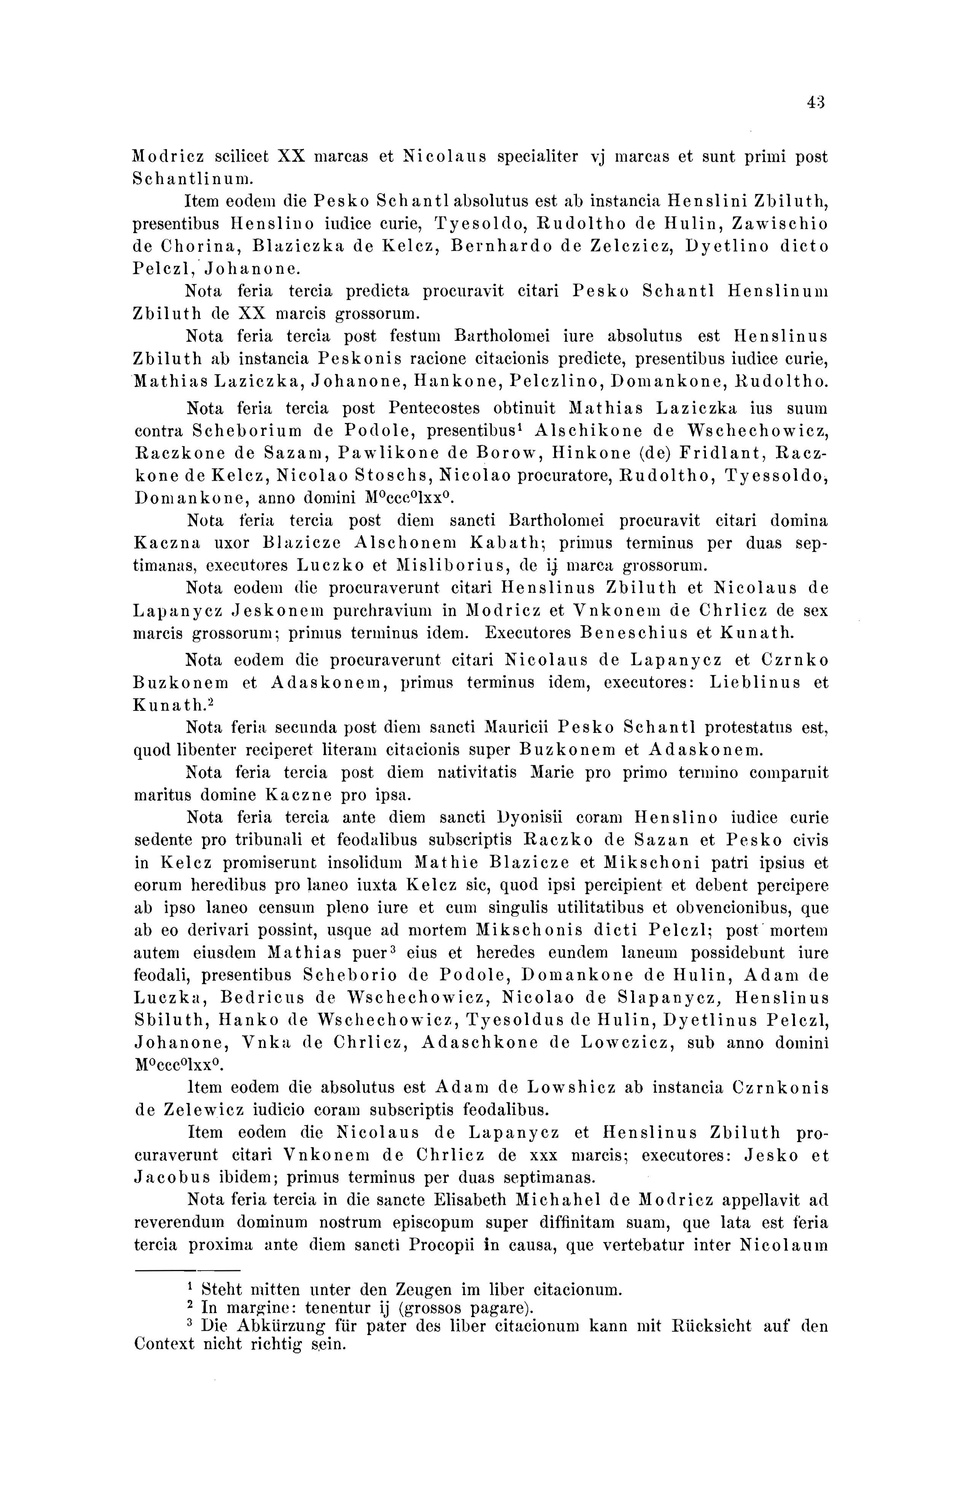 43
Modricz scilicet XX marcas et Nicolaus specialiter vj marcas et sunt primi post
Schantlinum.
Item eodem die Pesko Schantl absolutus est ab instancia Henslini Zbiluth,
presentibus Henslino iudice curie, Tyesoldo, Rudoltho de Hulin, Zawischio
de Chorina, Blaziczka de Kelcz, Bernhardo de Zelczicz, Dyetlino dicto
Pelczl, Johanone.
Nota feria tercia predicta procuravit citari Pesko Schantl Henslinum
Zbiluth de XX marcis grossorum.
Nota feria tercia post festum Bartholomei iure absolutus est Henslinus
Zbiluth ab instancia Peskonis racione citacionis predicte, presentibus iudice curie,
Mathias Laziczka, Johanone, Hankone, Pelczlino, Domankone, Rudoltho.
Nota feria tercia post Pentecostes obtinuit Mathias Laziczka ius suum
contra Scheborium de Podole, presentibus¹ Alschikone de Wschechowicz,
Raczkone de Sazam, Pawlikone de Borow, Hinkone (de) Fridlant, Racz-
kone de Kelcz, Nicolao Stoschs, Nicolao procuratore, Rudoltho, Tyessoldo,
Domankone, anno domini M⁰ccc⁰lxx⁰.
Nota feria tercia post diem sancti Bartholomei procuravit citari domina
Kaczna uxor Blazicze Alschonem Kabath; primus terminus per duas sep-
timanas, executores Luczko et Misliborius, de ij marca grossorum.
Nota eodem die procuraverunt citari Henslinus Zbiluth et Nicolaus de
Lapanycz Jeskonem purchravium in Modricz et Vnkonem de Chrlicz de sex
marcis grossorum; primus terminus idem. Executores Beneschius et Kunath.
Nota eodem die procuraverunt citari Nicolaus de Lapanycz et Czrnko
Buzkonem et Adaskonem, primus terminus idem, executores: Lieblinus et
Kunath.²
Nota feria secunda post diem sancti Mauricii Pesko Schantl protestatus est,
quod libenter reciperet literam citacionis super Buzkonem et Adaskonem.
Nota feria tercia post diem nativitatis Marie pro primo termino comparuit
maritus domine Kaczne pro ipsa.
Nota feria tercia ante diem sancti Dyonisii coram Henslino iudice curie
sedente pro tribunali et feodalibus subscriptis Raczko de Sazan et Pesko civis
in Kelcz promiserunt insolidum Mathie Blazicze et Mikschoni patri ipsius et
eorum heredibus pro laneo iuxta Kelcz sic, quod ipsi percipient et debent percipere
ab ipso laneo censum pleno iure et cum singulis utilitatibus et obvencionibus, que
ab eo derivari possint, usque ad mortem Mikschonis dicti Pelczl; post mortem
autem eiusdem Mathias puer³ eius et heredes eundem laneum possidebunt iure
feodali, presentibus Scheborio de Podole, Domankone de Hulin, Adam de
Luczka, Bedricus de Wschechowicz, Nicolao de Slapanycz, Henslinus
Sbiluth, Hanko de Wschechowicz, Tyesoldus de Hulin, Dyetlinus Pelczl,
Johanone, Vnka de Chrlicz, Adaschkone de Lowczicz, sub anno domini
M⁰ccc⁰lxx⁰.
Item eodem die absolutus est Adam de Lowshicz ab instancia Czrnkonis
de Zelewicz iudicio coram subscriptis feodalibus.
Item eodem die Nicolaus de Lapanycz et Henslinus Zbiluth pro-
curaverunt citari Vnkonem de Chrlicz de xxx marcis; executores: Jesko et
Jacobus ibidem; primus terminus per duas septimanas.
Nota feria tercia in die sancte Elisabeth Michahel de Modricz appellavit ad
reverendum dominum nostrum episcopum super diffinitam suam, que lata est feria
tercia proxima ante diem sancti Procopii in causa, que vertebatur inter Nicolaum
¹ Steht mitten unter den Zeugen im liber citacionum.
² In margine: tenentur ij (grossos pagare).
³ Die Abkürzung für pater des liber citacionum kann mit Rücksicht auf den
Context nicht richtig sein.